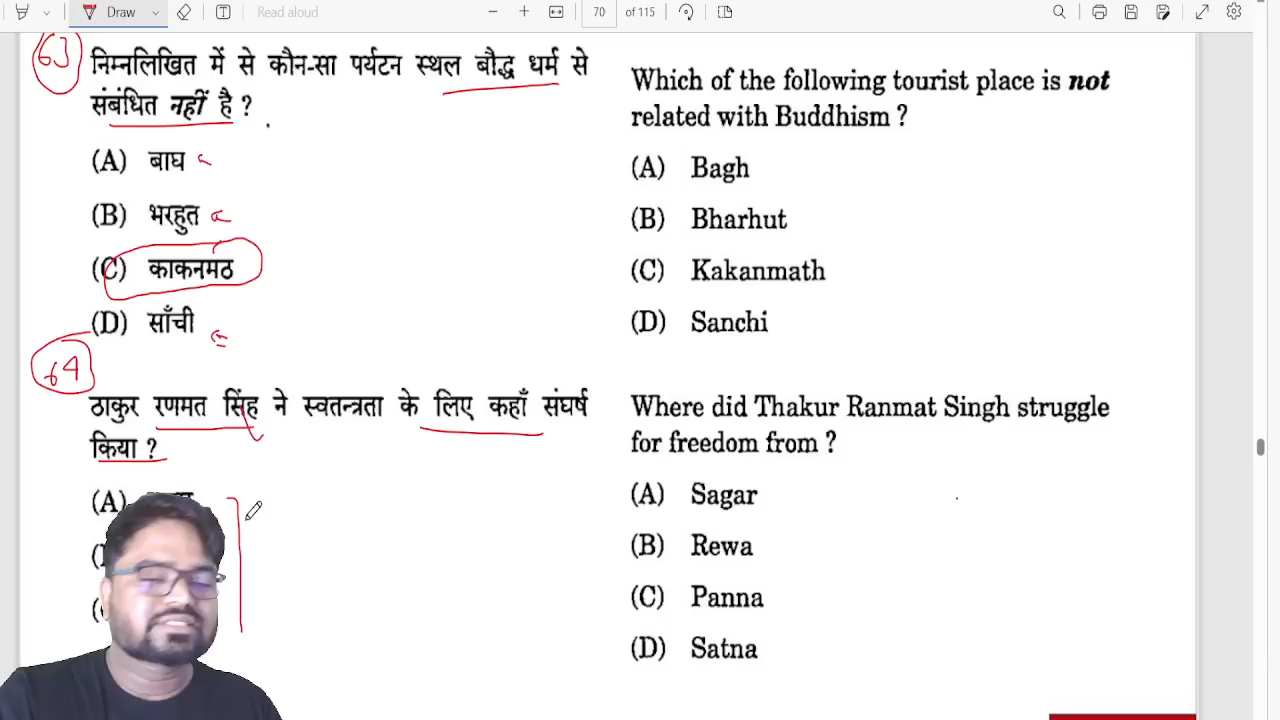 Draw
Read aloud
70 of 115
63
निम्नलिखित में से कौन-सा पर्यटन स्थल बौद्ध धर्म से
संबंधित नहीं है ?
(A) बाघ
(B) भरहुत
(C) काकनमठ
(D) साँची
Which of the following tourist place is not
related with Buddhism ?
(A) Bagh
(B) Bharhut
(C) Kakanmath
(D) Sanchi
64
ठाकुर रणमत सिंह ने स्वतन्त्रता के लिए कहाँ संघर्ष
किया ?
(A)
Where did Thakur Ranmat Singh struggle
for freedom from ?
(A) Sagar
(B) Rewa
(C) Panna
(D) Satna